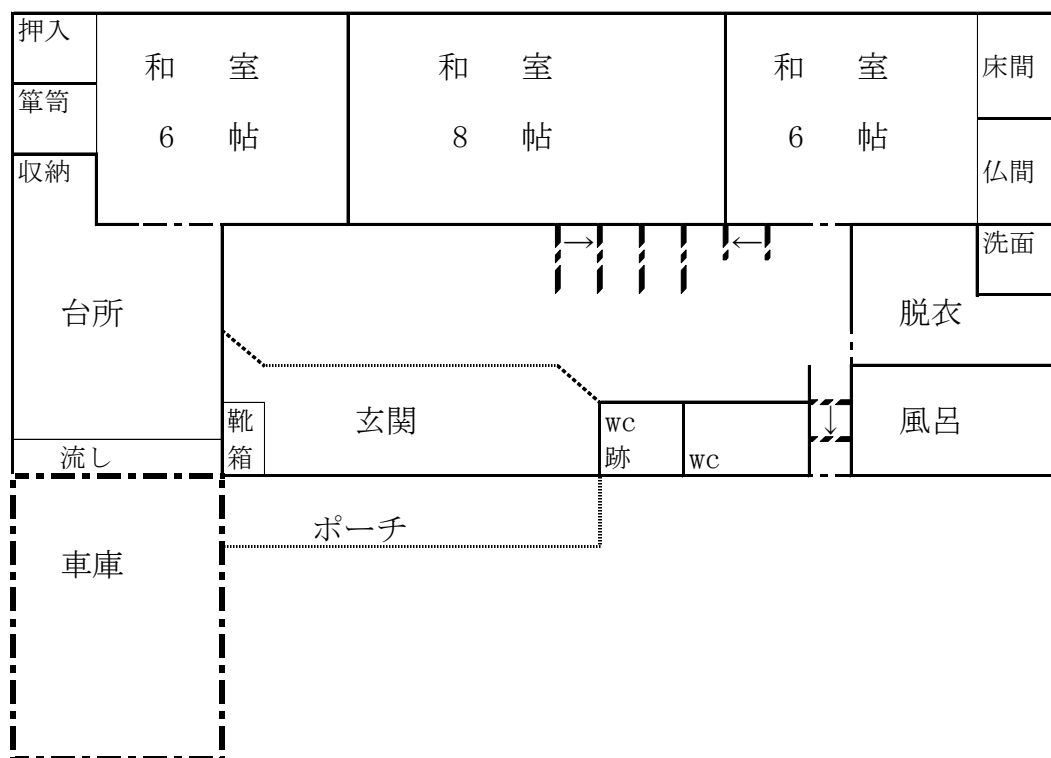 押入
箪笥
収納
和　室
6　帖
和　室
8　帖
和　室
6　帖
床間
仏間
洗面
→
←
台所
脱衣
靴
箱
玄関
wc
跡
wc
↓
風呂
流し
ポーチ
車庫